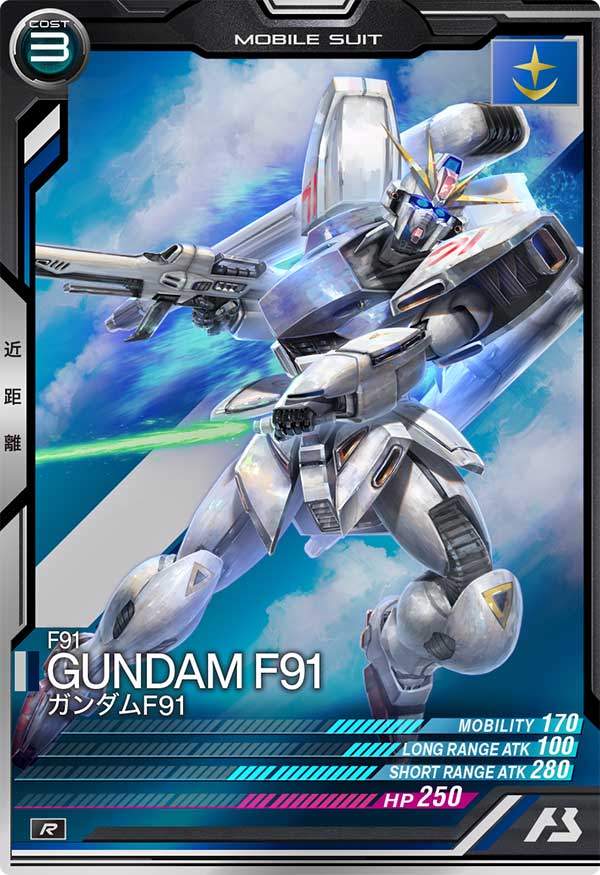 COST
3
MOBILE SUIT
近距離
F91
GUNDAM F91
ガンダムF91
MOBILITY 170
LONG RANGE ATK 100
SHORT RANGE ATK 280
HP 250
R